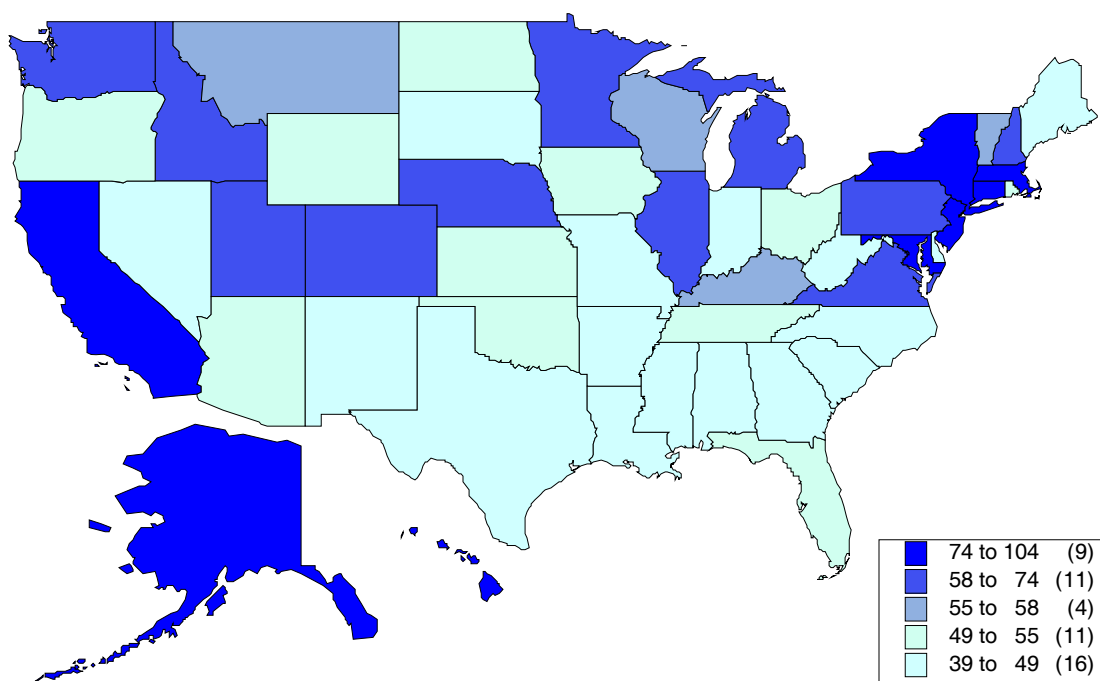 74 to 104 (9)
58 to 74 (11)
55 to 58 (4)
49 to 55 (11)
39 to 49 (16)